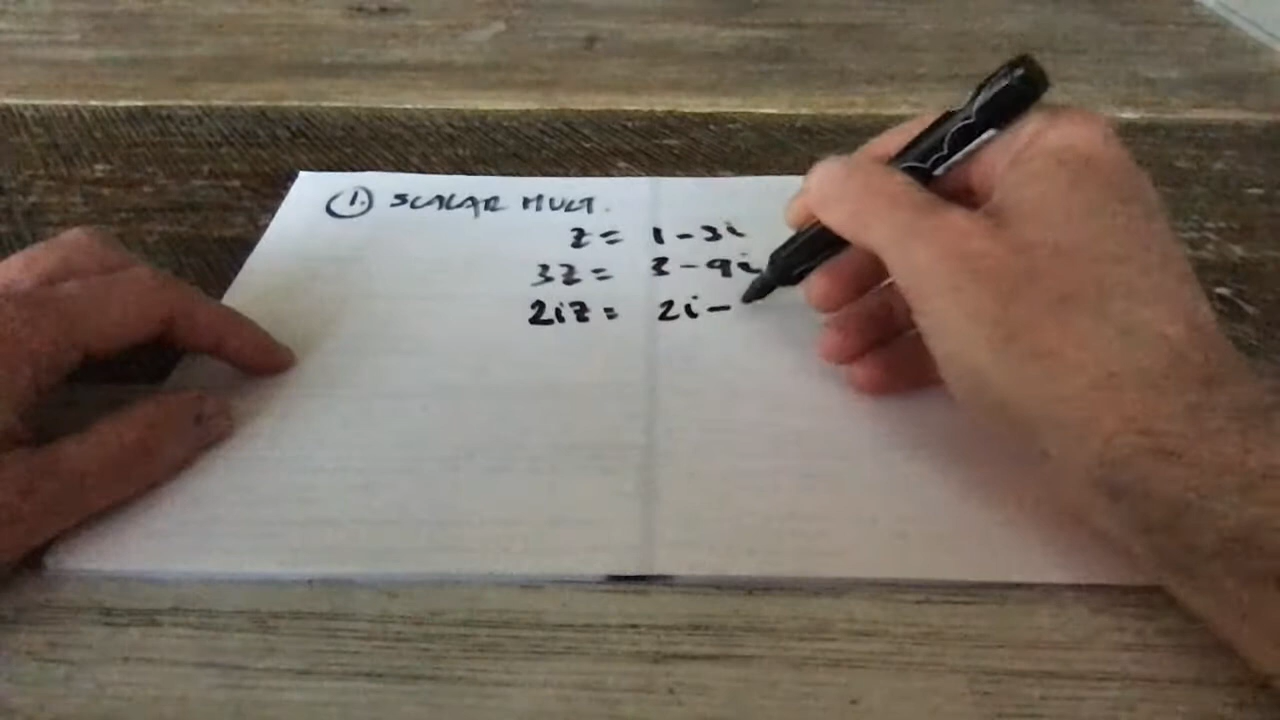 1. SCALAR MULT.
z = 1 - 3i
3z = 3 - 9i
2iz = 2i -